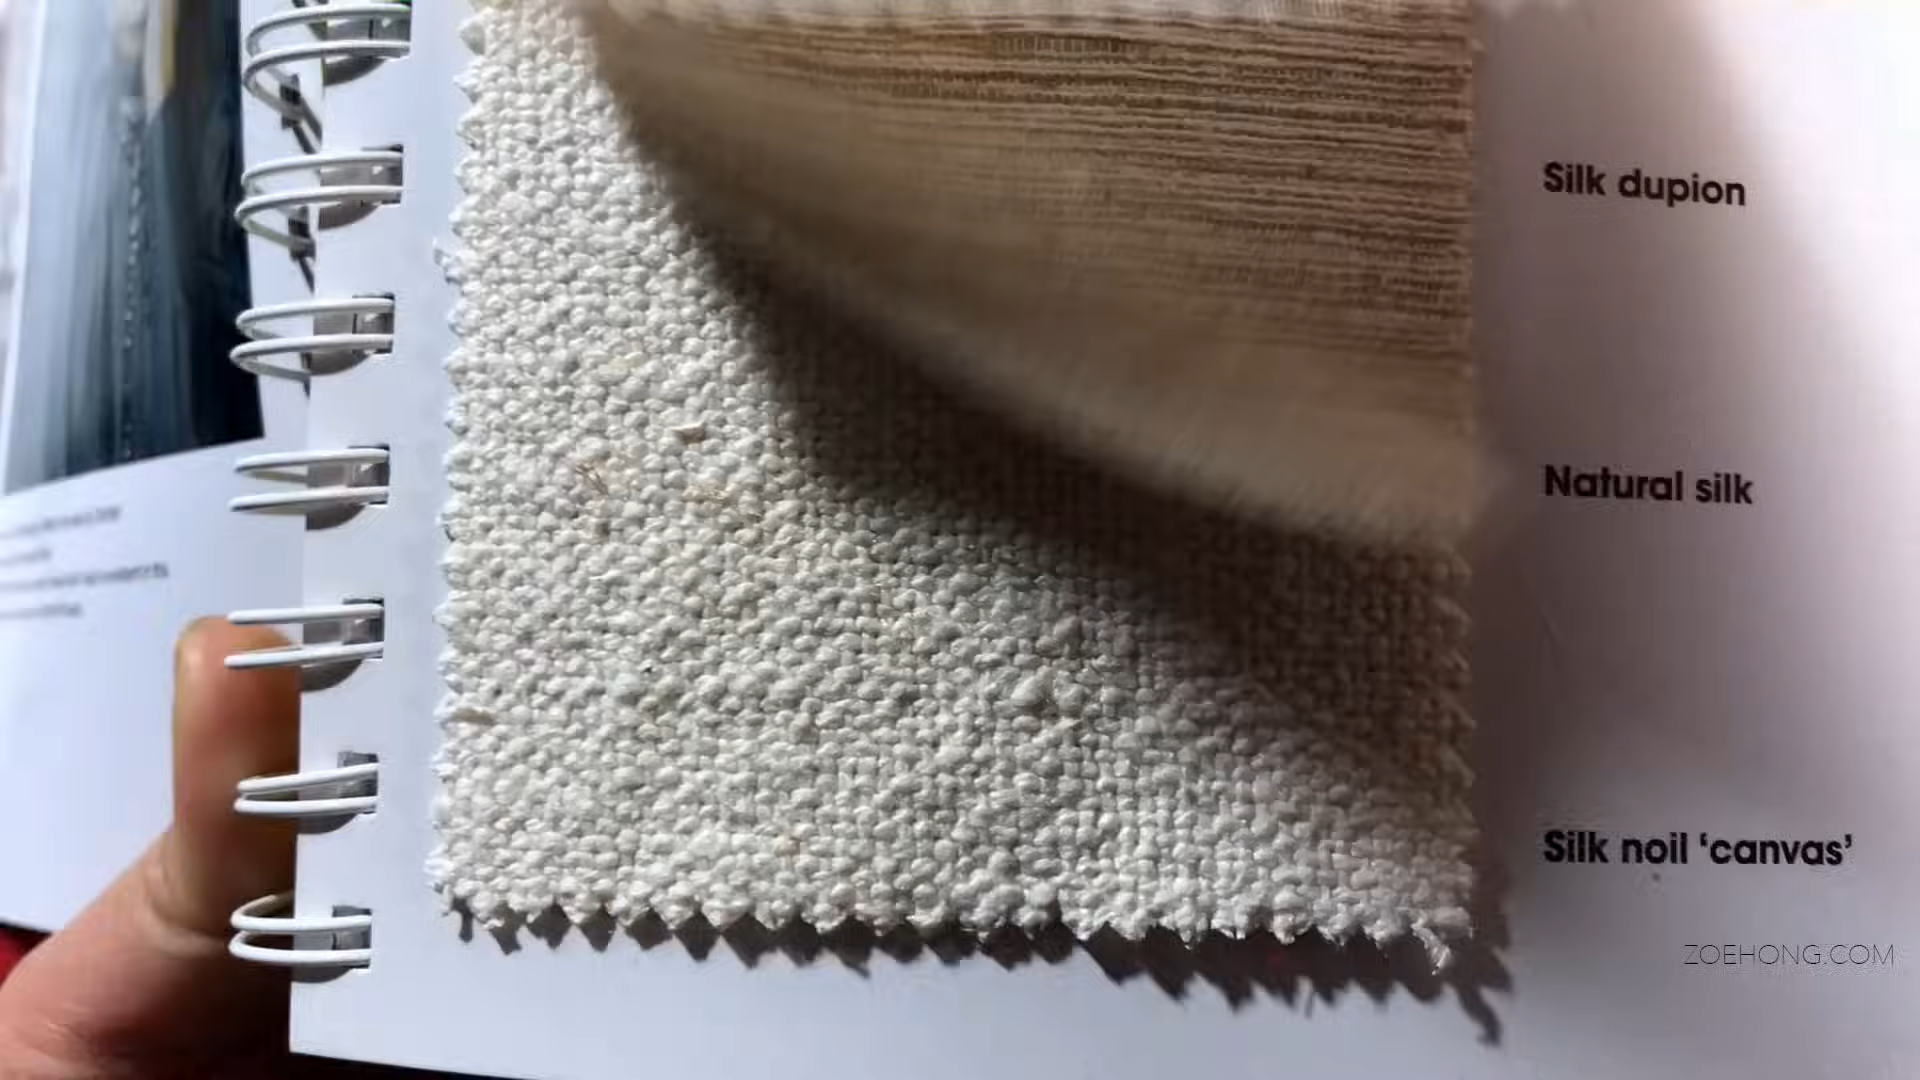 Silk dupion
Natural silk
Silk noil ‘canvas’
ZOEHONG.COM